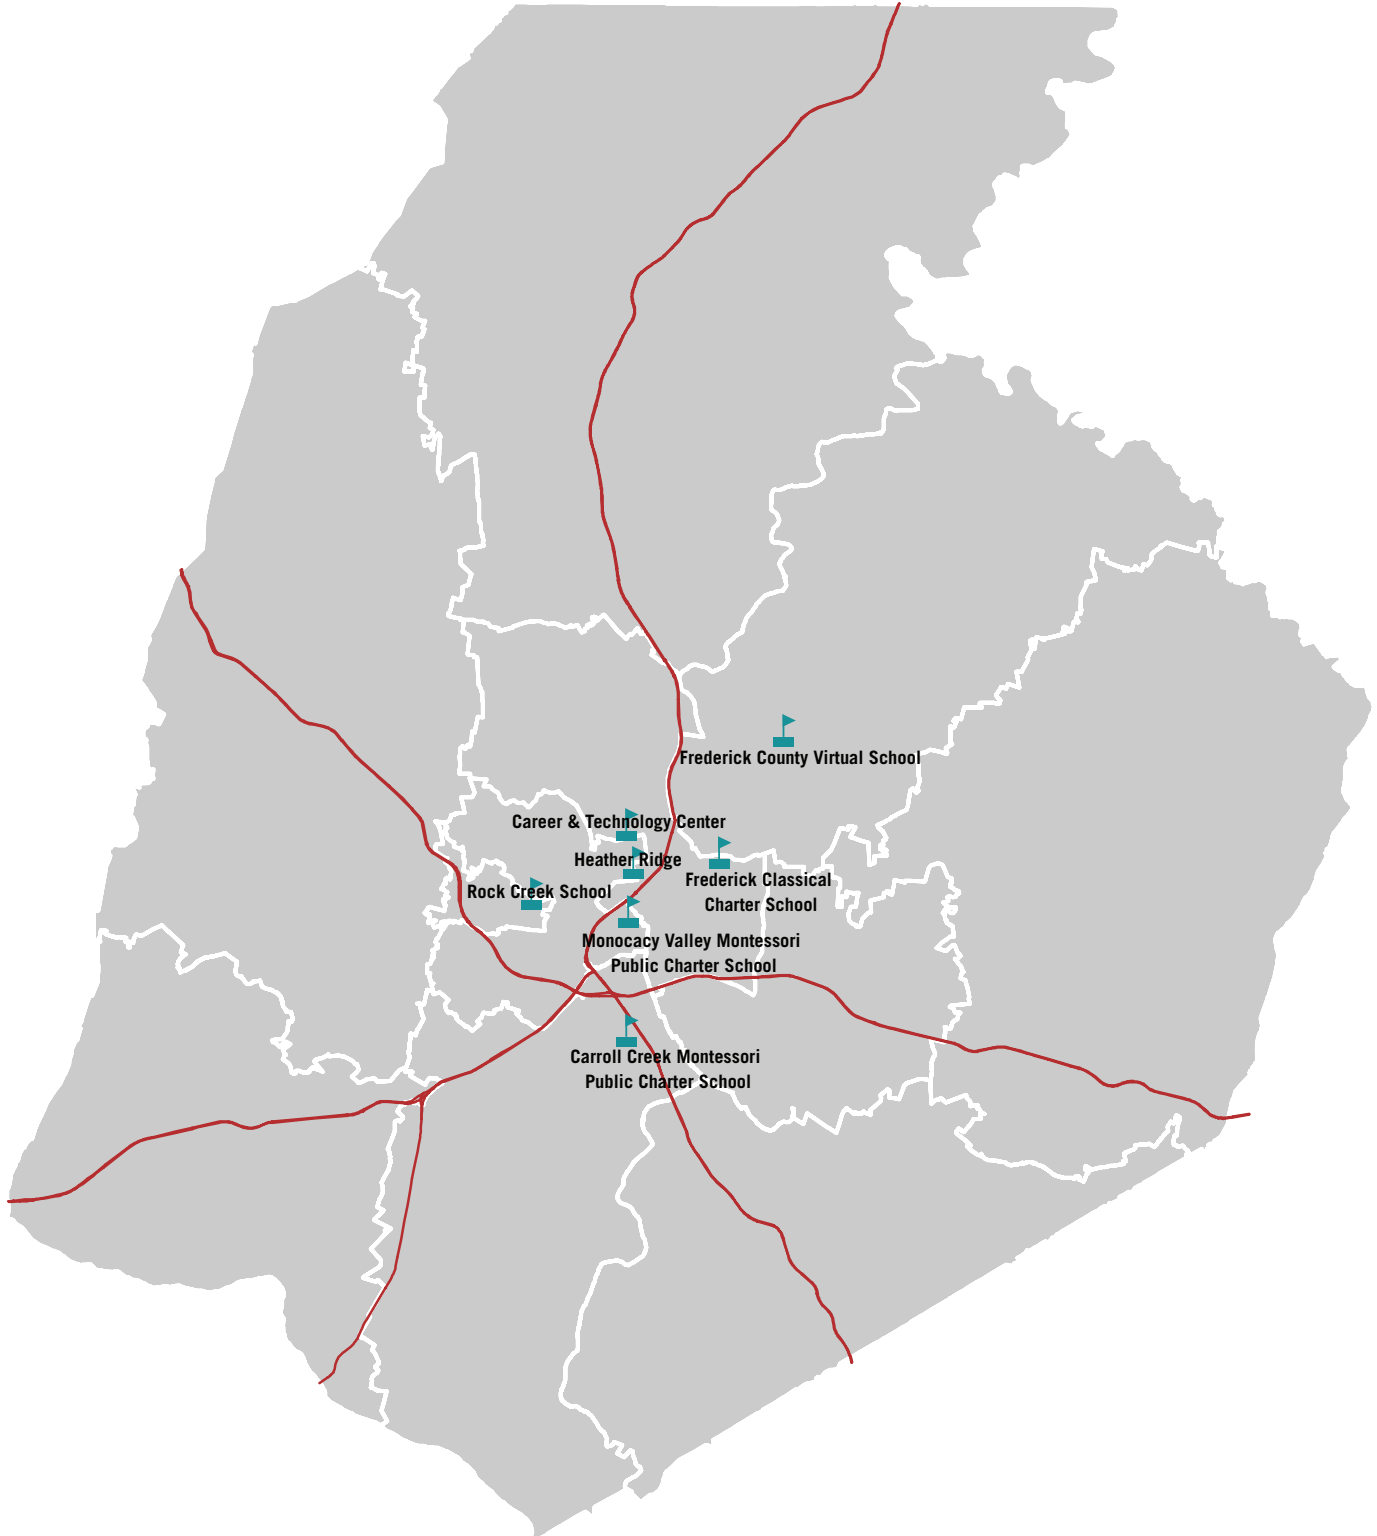 Frederick County Virtual School
Career & Technology Center
Heather Ridge
Frederick Classical
Charter School
Rock Creek School
Monocacy Valley Montessori
Public Charter School
Carroll Creek Montessori
Public Charter School